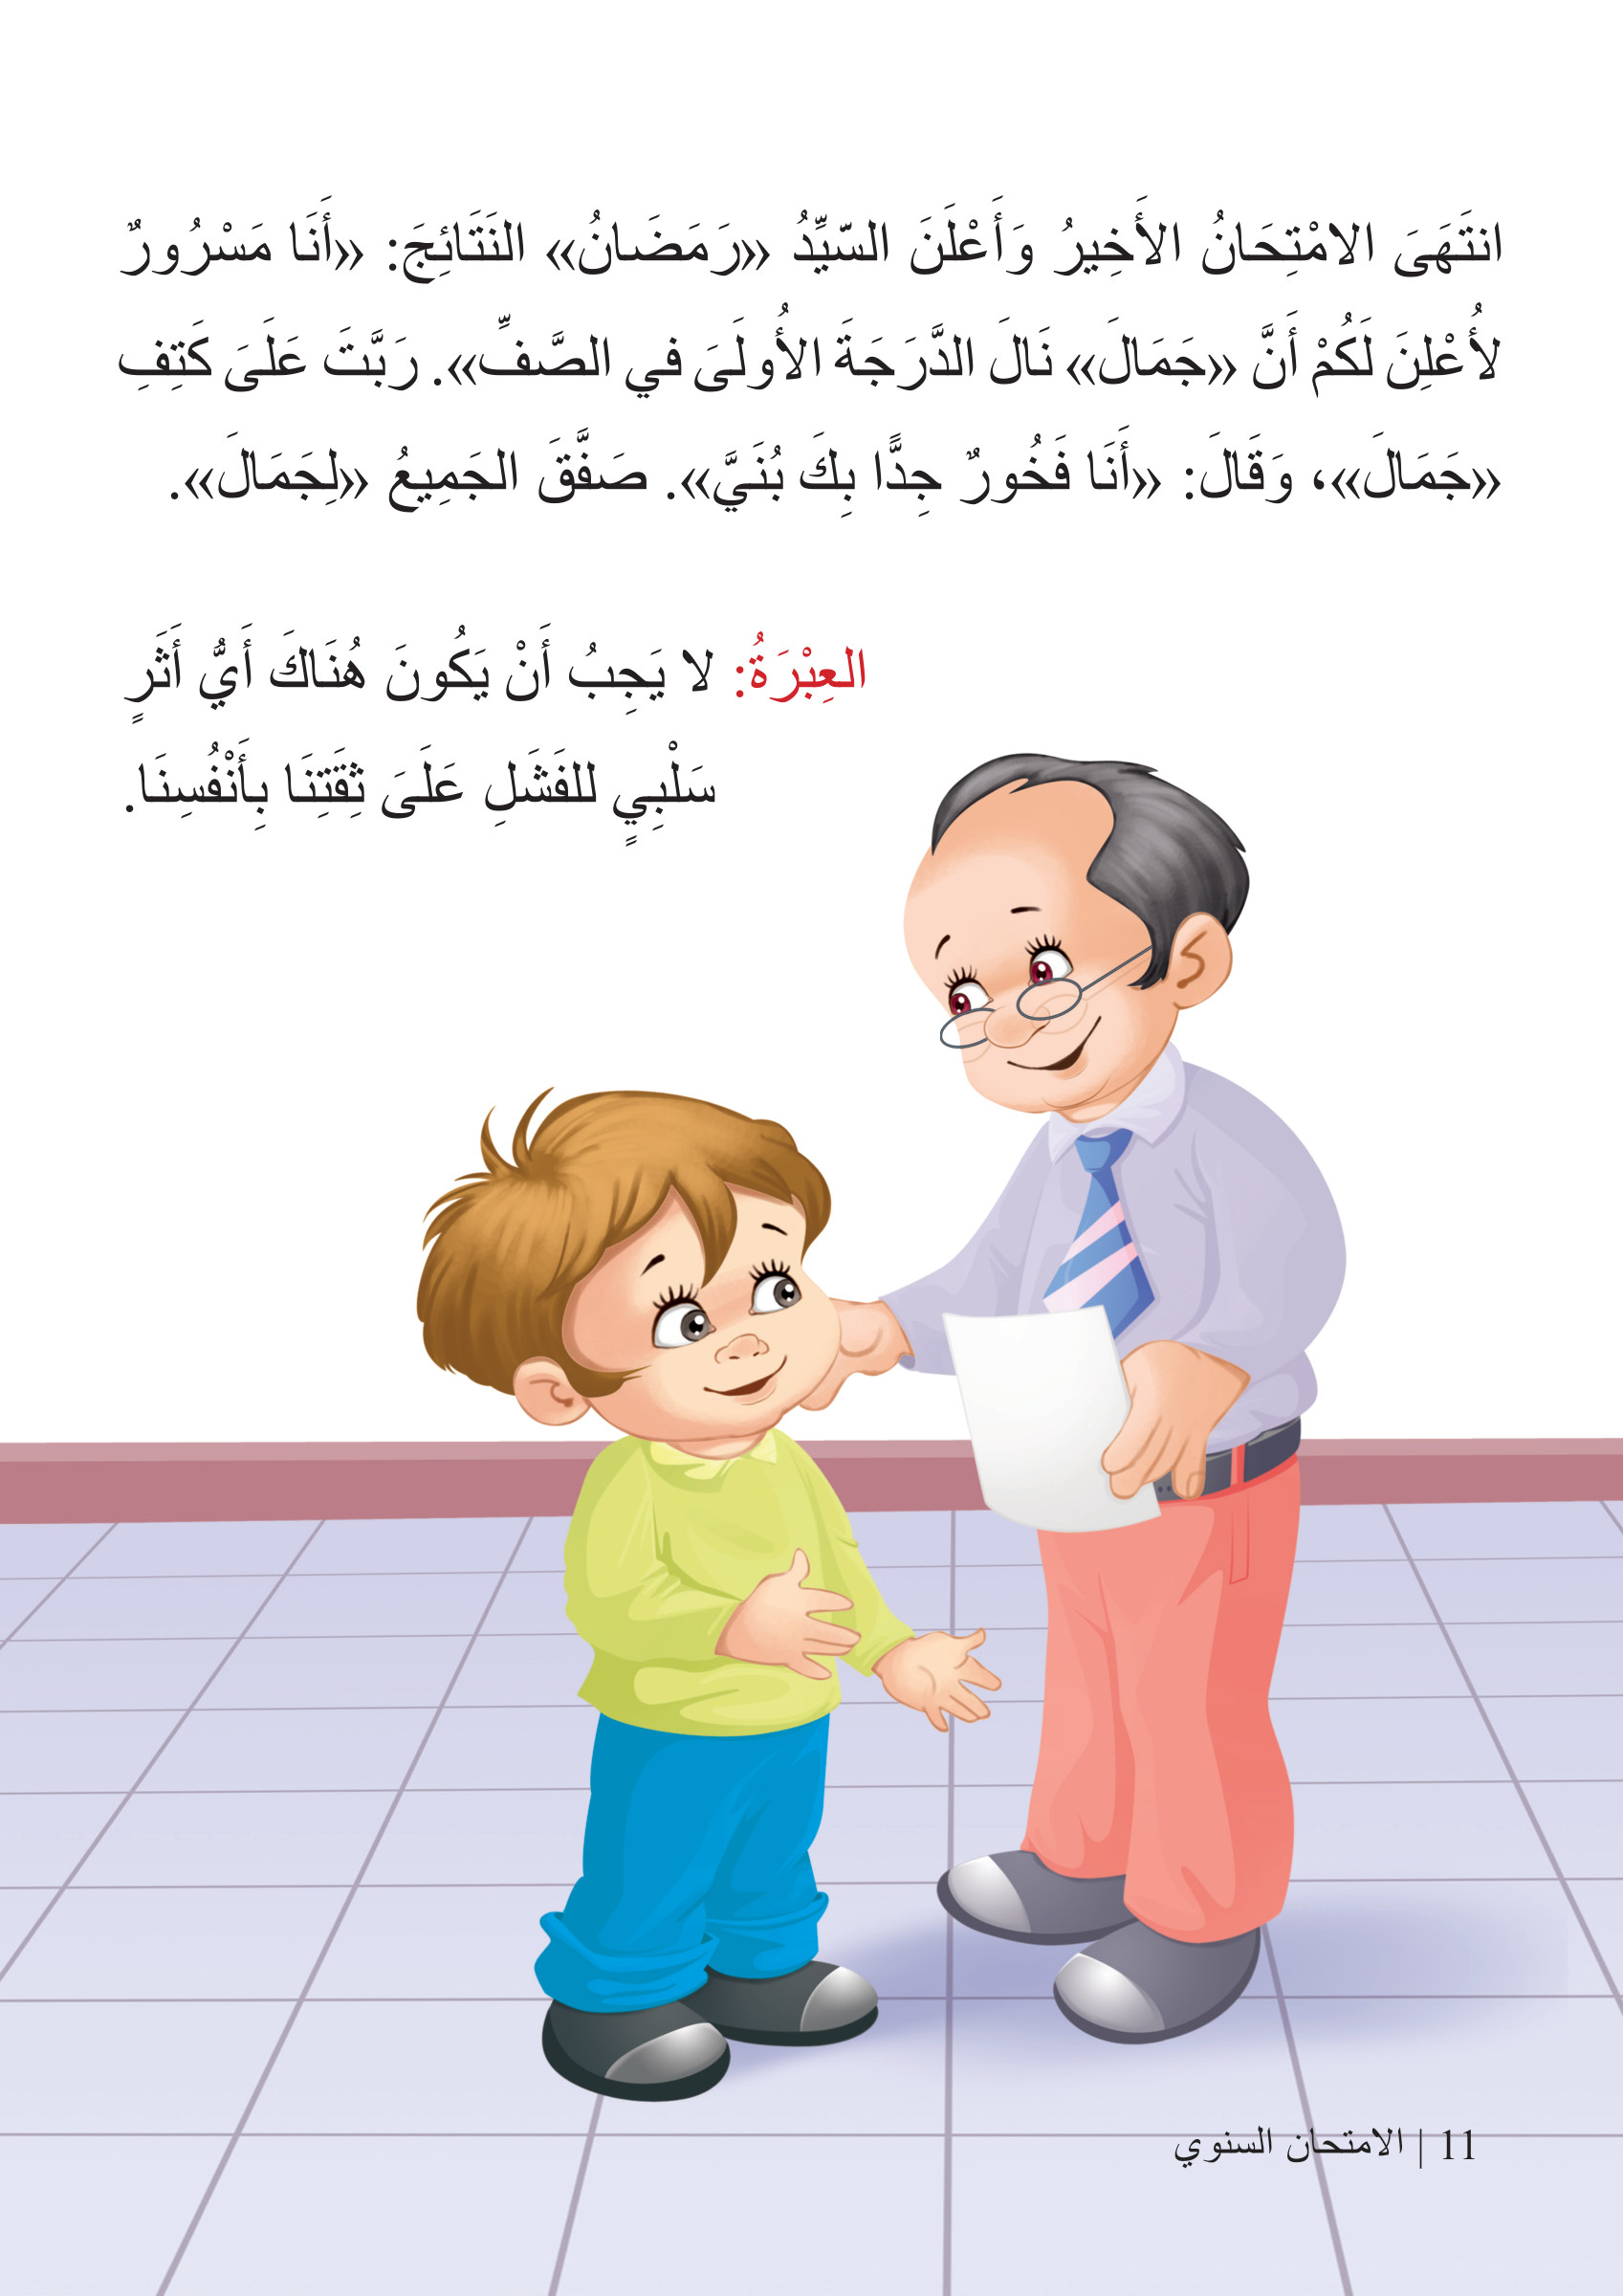 انتَهَىَ الامْتِحَانُ الأَخِيرُ وَأَعْلَنَ السّيِّدُ «رَمَضَانُ» النَتَائِجَ: «أَنَا مَسْرُورٌ
لأُعْلِنَ لَكُمْ أَنَّ «جَمَالَ» نَالَ الدَّرَجَةَ الأُولَىَ في الصَّفِّ». رَبَّتَ عَلَىَ كَتِفِ
«جَمَالَ»، وَقَالَ: «أَنَا فَخُورٌ جِدًّا بِكَ بُنَيَّ». صَفَّقَ الجَمِيعُ «لِجَمَالَ».
العِبْرَةُ: لا يَجِبُ أَنْ يَكُونَ هُنَاكَ أَيُّ أَثَرٍ
سَلْبِيٍ للفَشَلِ عَلَىَ ثِقَتِنَا بِأَنْفُسِنَا.
11 | الامتحان السنوي